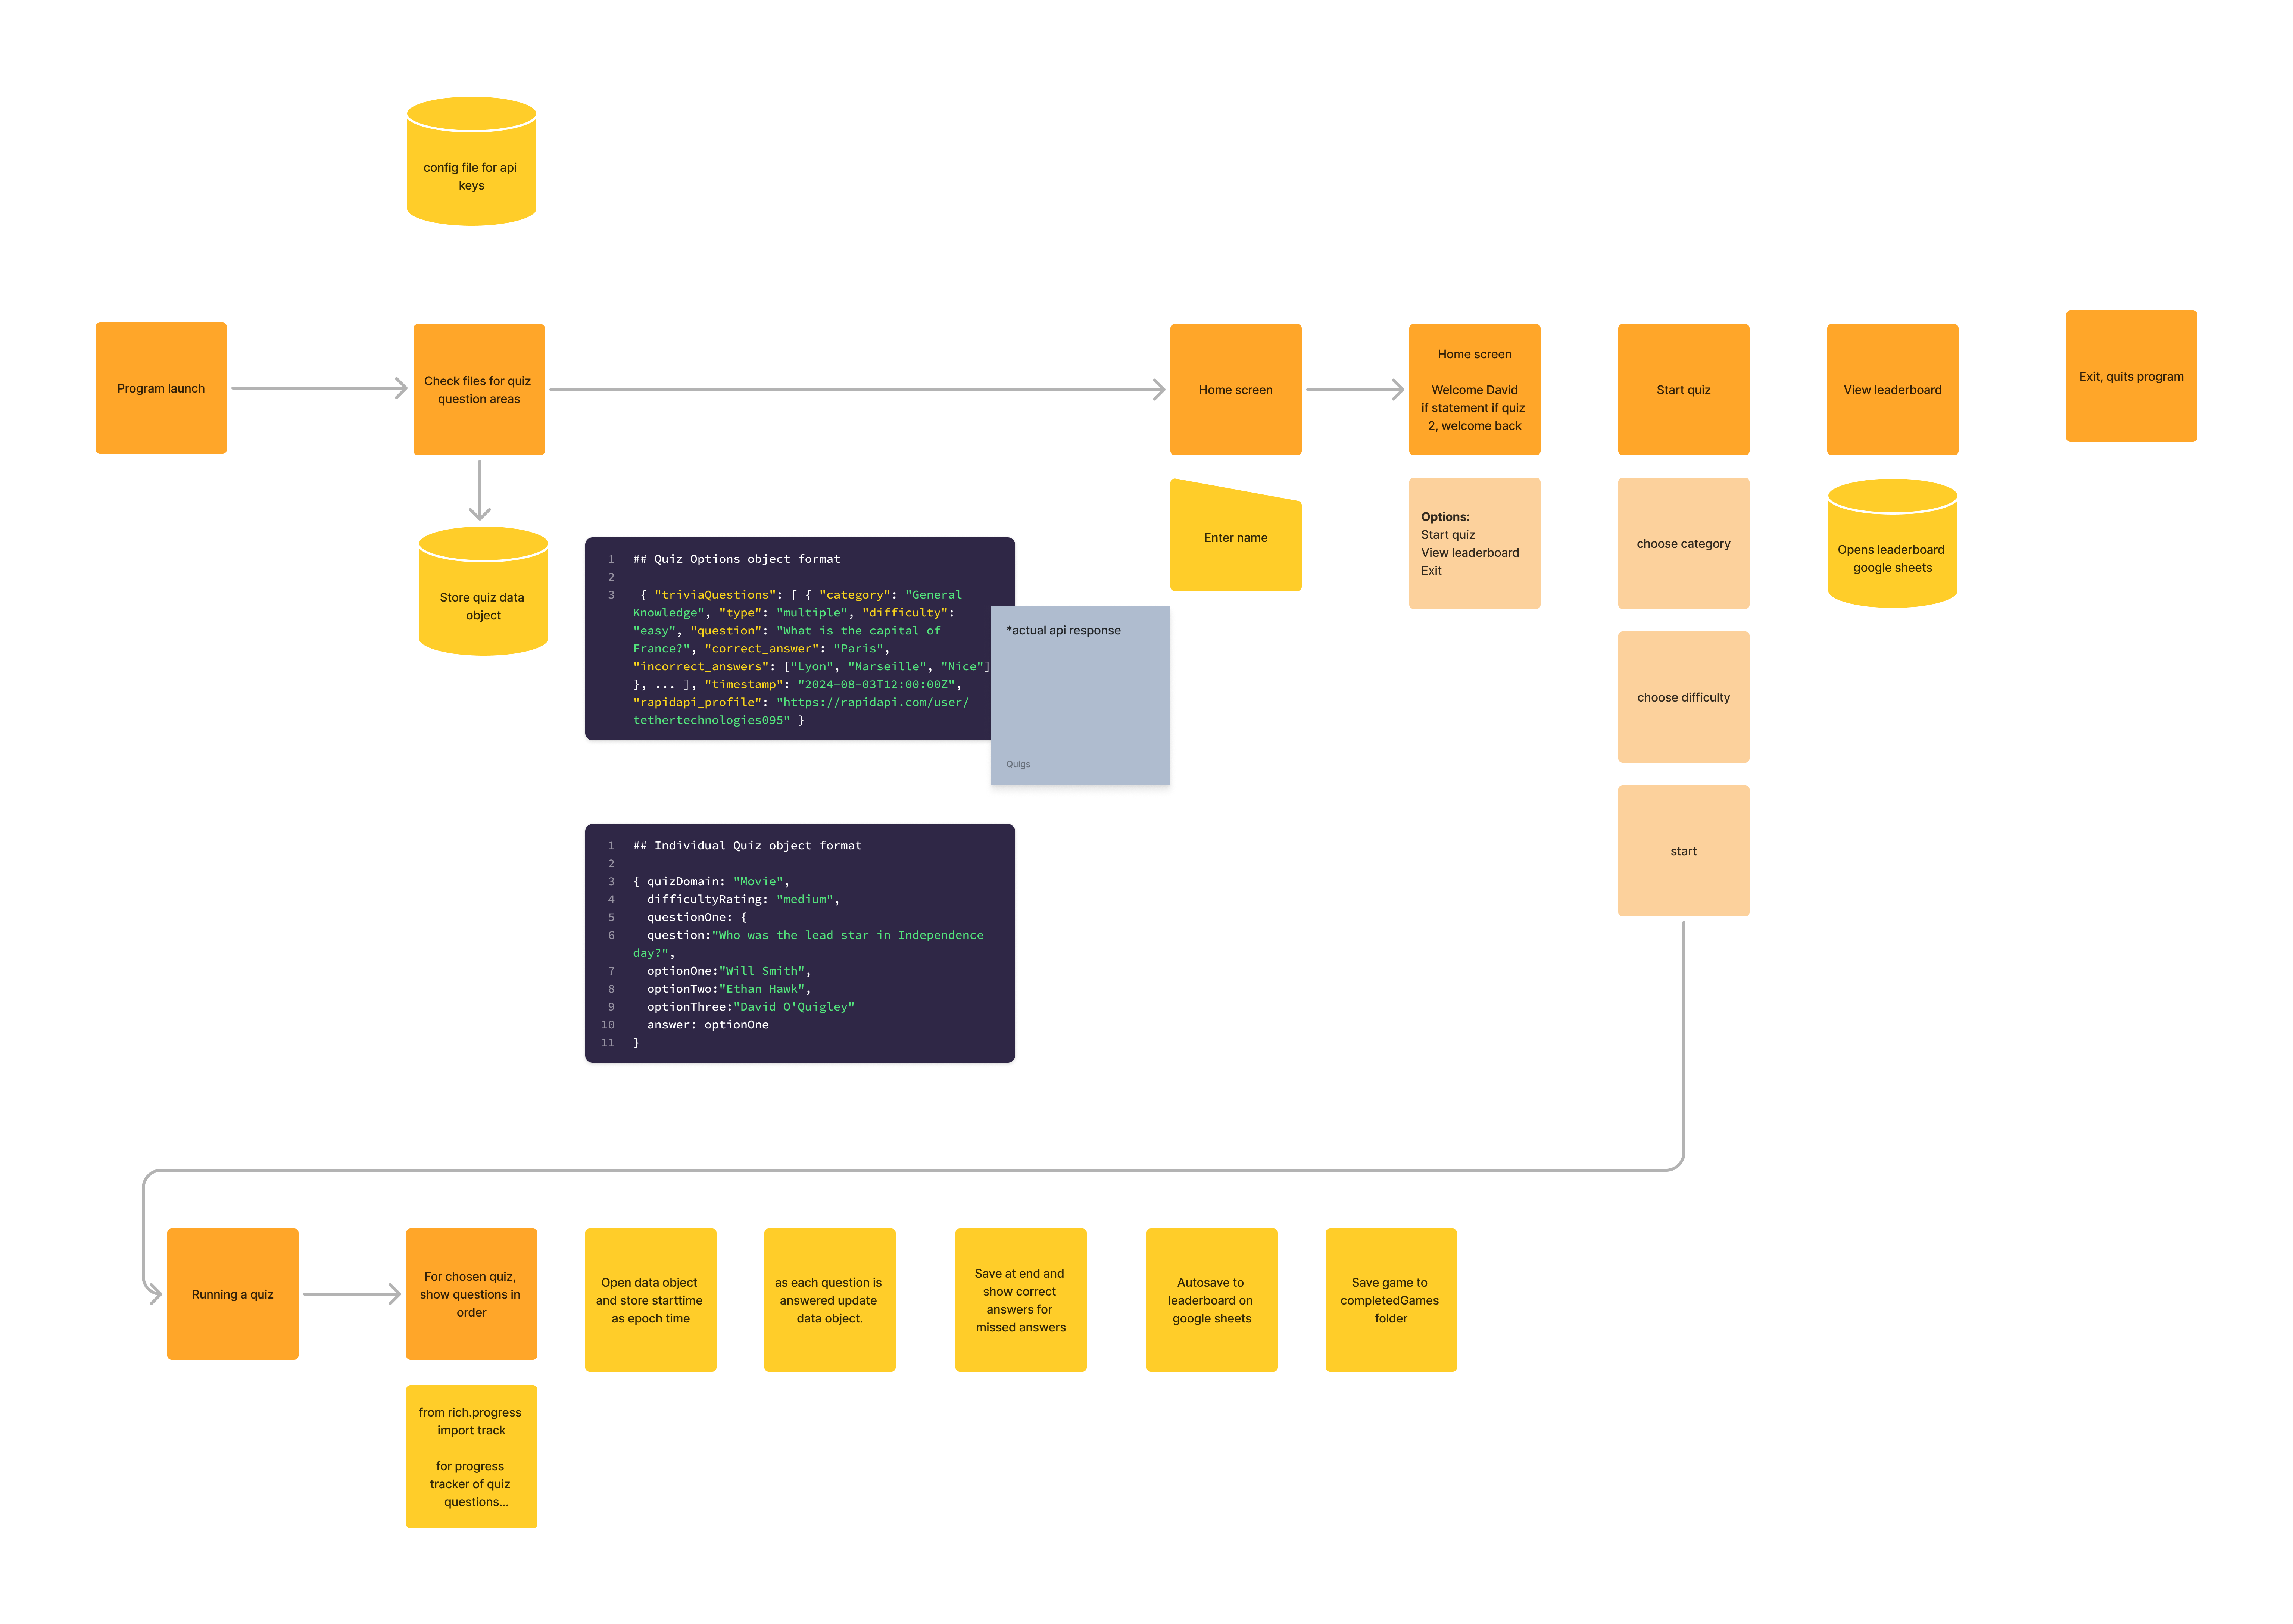 config file for api
keys
Program launch
Check files for quiz
question areas
Home screen
Home screen
Welcome David
if statement if quiz
2, welcome back
Start quiz
View leaderboard
Exit, quits program
Store quiz data
object
1 ## Quiz Options object format
2
3 { "triviaQuestions": [ { "category": "General
Knowledge", "type": "multiple", "difficulty":
"easy", "question": "What is the capital of
France?", "correct_answer": "Paris",
"incorrect_answers": ["Lyon", "Marseille", "Nice"]
}, ... ], "timestamp": "2024-08-03T12:00:00Z",
"rapidapi_profile": "https://rapidapi.com/user/
tethertechnologies095" }
*actual api response
Quigs
Enter name
Options:
Start quiz
View leaderboard
Exit
choose category
Opens leaderboard
google sheets
choose difficulty
start
1 ## Individual Quiz object format
2
3 { quizDomain: "Movie",
4 difficultyRating: "medium",
5 questionOne: {
6 question:"Who was the lead star in Independence
day?",
7 optionOne:"Will Smith",
8 optionTwo:"Ethan Hawk",
9 optionThree:"David O'Quigley"
10 answer: optionOne
11 }
Running a quiz
For chosen quiz,
show questions in
order
Open data object
and store starttime
as epoch time
as each question is
answered update
data object.
Save at end and
show correct
answers for
missed answers
Autosave to
leaderboard on
google sheets
Save game to
completedGames
folder
from rich.progress
import track
for progress
tracker of quiz
questions...